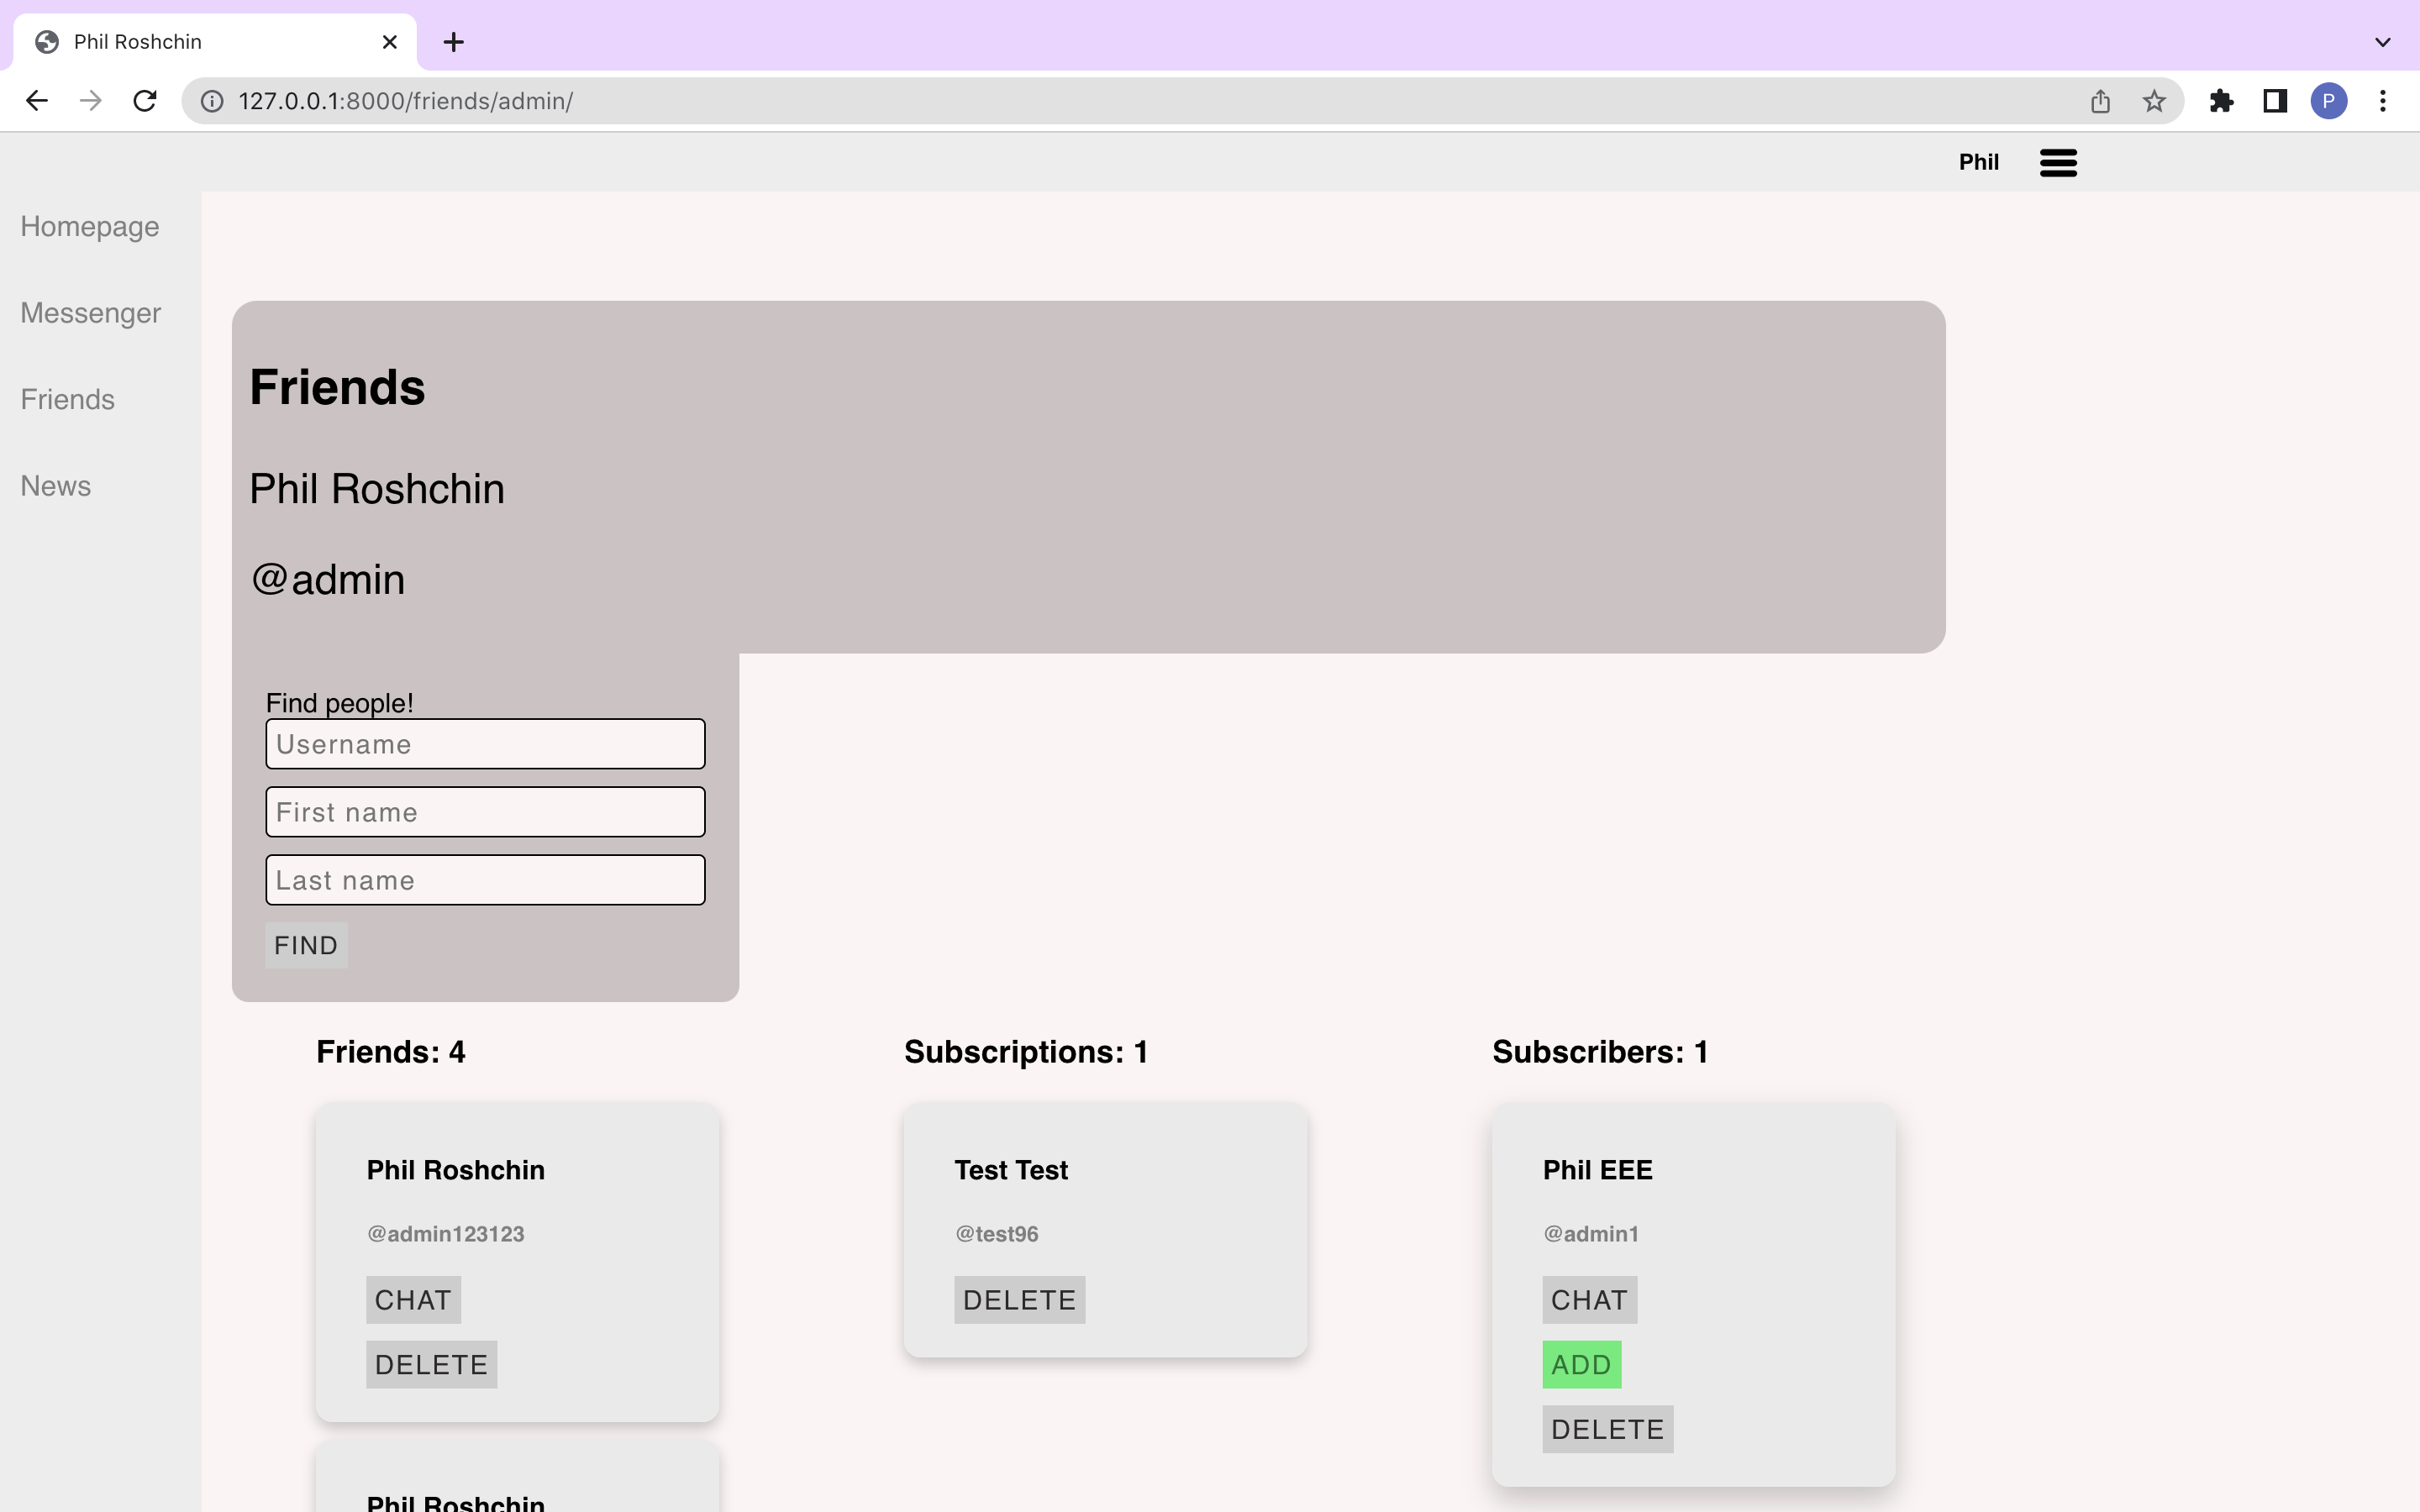 Phil Roshchin
127.0.0.1:8000/friends/admin/
P
Phil
Homepage
Messenger
Friends
News
Friends
Phil Roshchin
@admin
Find people!
Username
First name
Last name
FIND
Friends: 4
Phil Roshchin
@admin123123
CHAT
DELETE
Phil Roshchin
Subscriptions: 1
Test Test
@test96
DELETE
Subscribers: 1
Phil EEE
@admin1
CHAT
ADD
DELETE